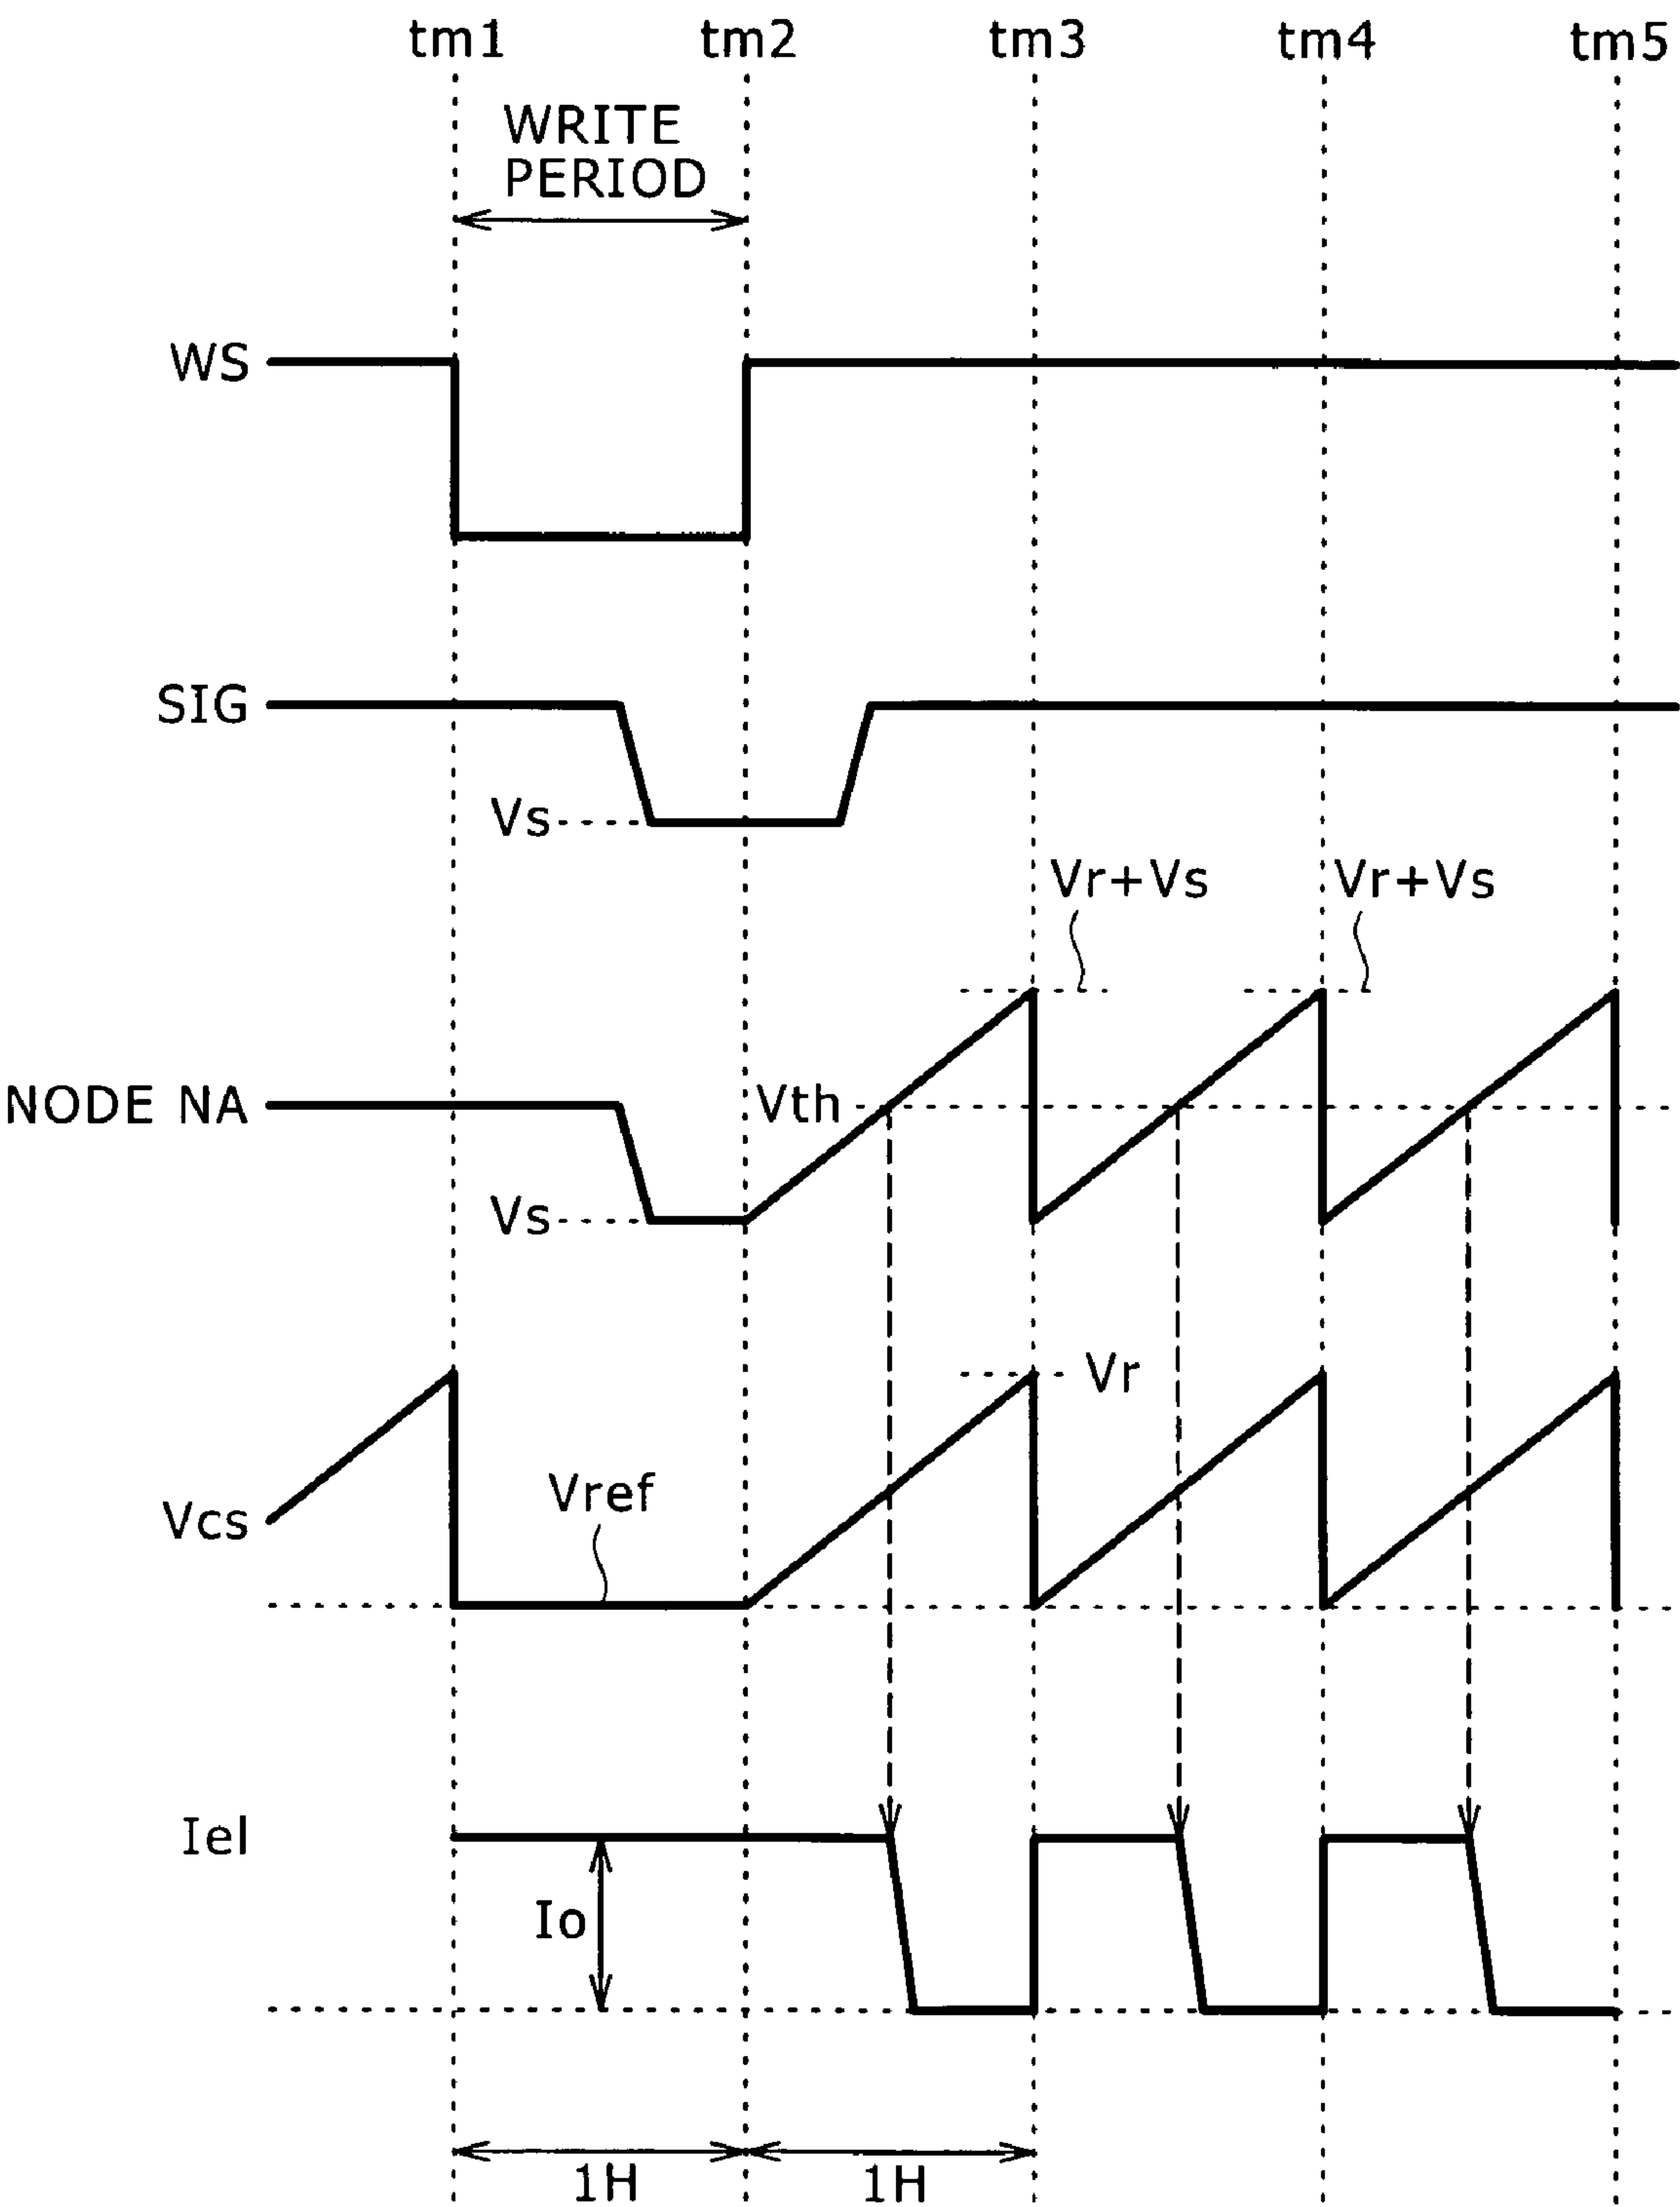 tm1 tm2 tm3 tm4 tm5
WRITE
PERIOD
WS
SIG
Vs
Vr+Vs Vr+Vs
NODE NA
Vth
Vs
Vr
Vref
Vcs
Iel
Io
1H 1H